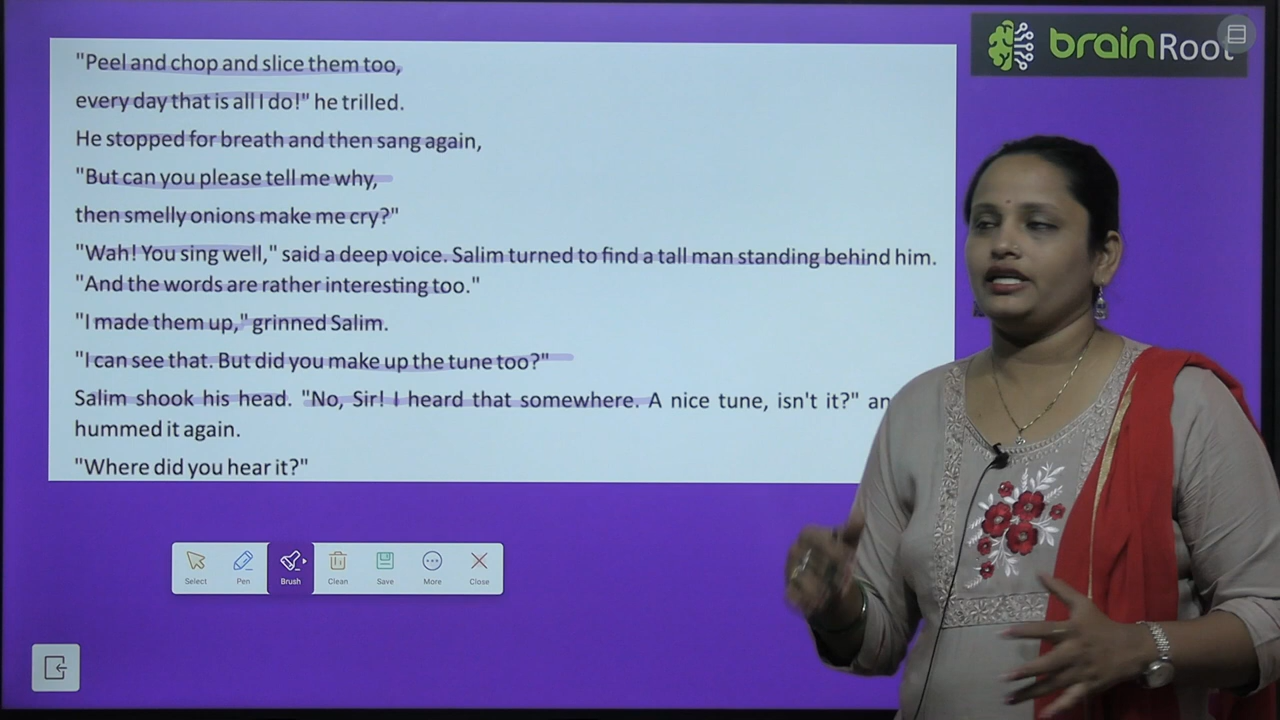 "Peel and chop and slice them too,
every day that is all I do!" he trilled.
He stopped for breath and then sang again,
"But can you please tell me why,
then smelly onions make me cry?"
"Wah! You sing well," said a deep voice. Salim turned to find a tall man standing behind him.
"And the words are rather interesting too."
"I made them up," grinned Salim.
"I can see that. But did you make up the tune too?"
Salim shook his head. "No, Sir! I heard that somewhere. A nice tune, isn't it?"
hummed it again.
"Where did you hear it?"
brainRoot
Select Pen Brush Clean Save More Close